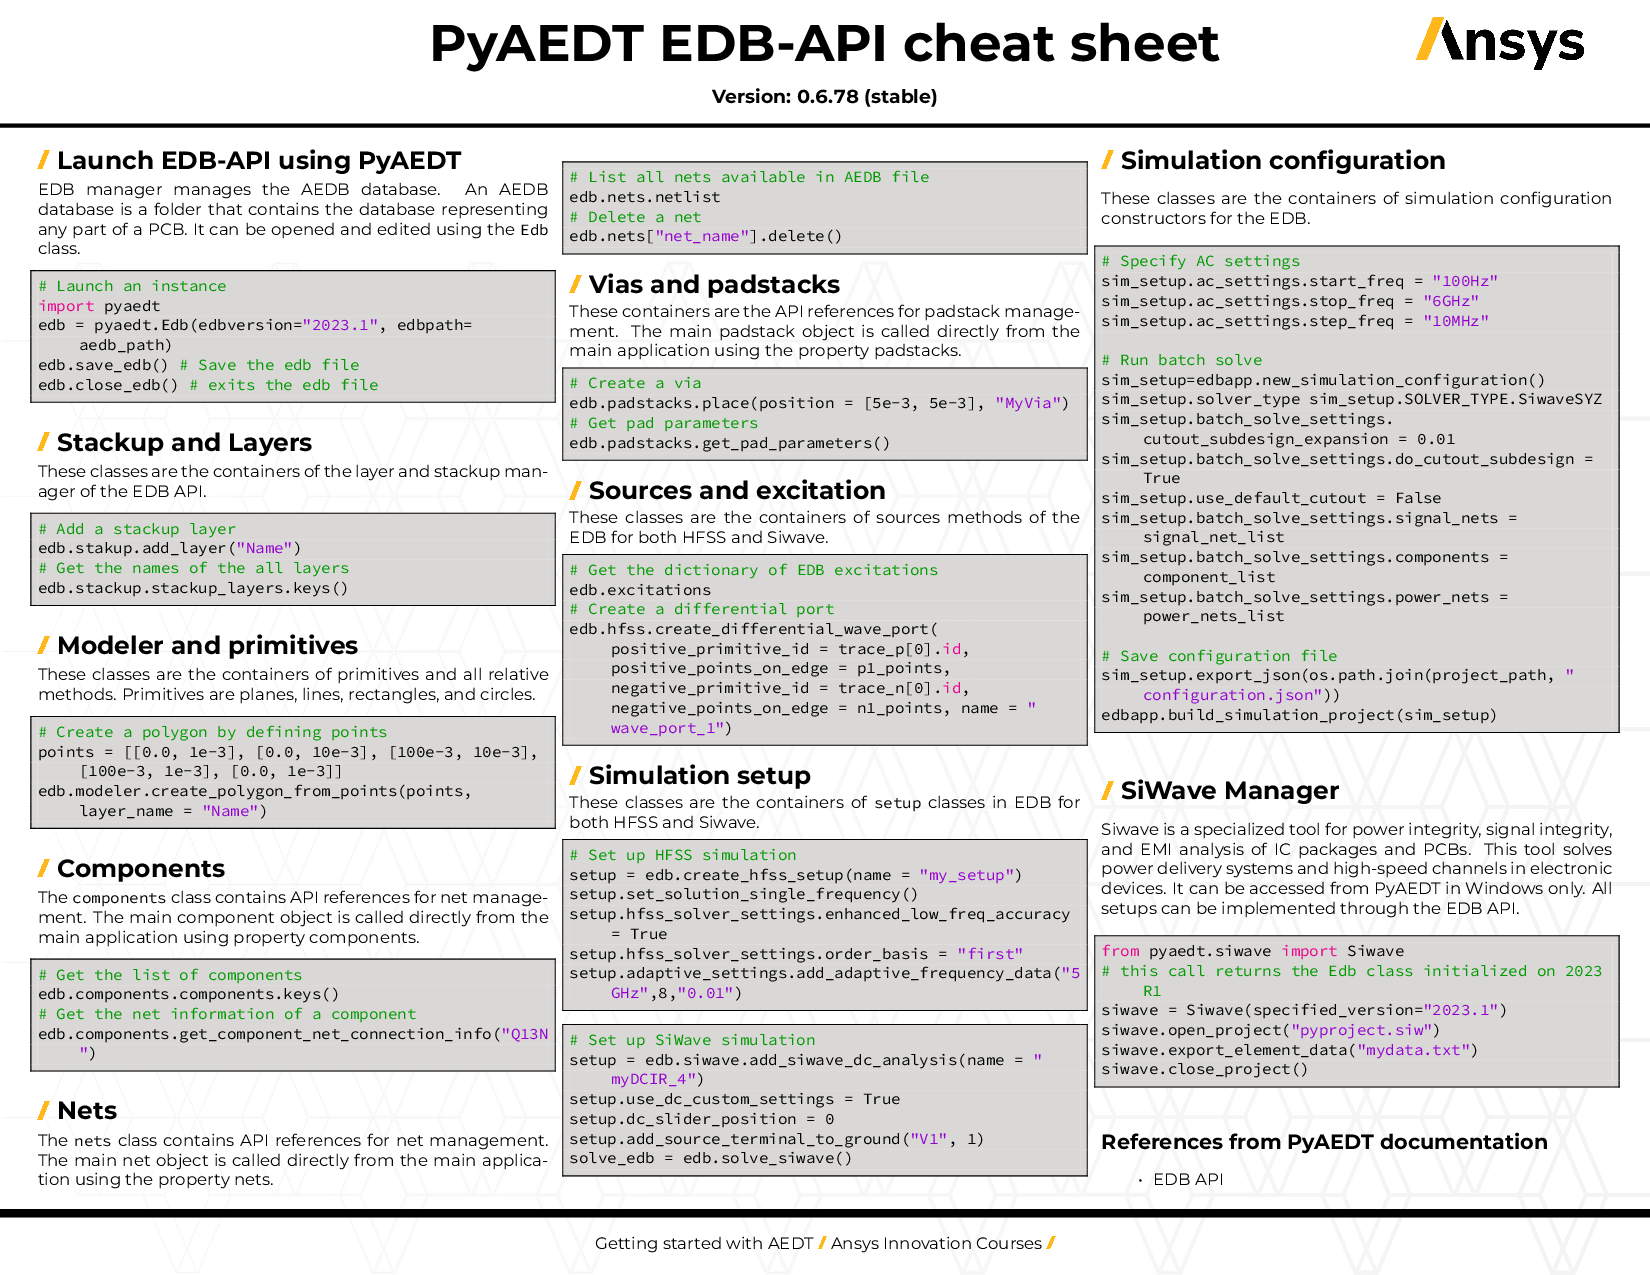 PyAEDT EDB-API cheat sheet
Ansys
Version: 0.6.78 (stable)
Launch EDB-API using PyAEDT
EDB manager manages the AEDB database. An AEDB
database is a folder that contains the database representing
any part of a PCB. It can be opened and edited using the Edb
class.
# Launch an instance
import pyaedt
edb = pyaedt.Edb(edbversion="2023.1", edbpath=
aedb_path)
edb.save_edb() # Save the edb file
edb.close_edb() # exits the edb file
Stackup and Layers
These classes are the containers of the layer and stackup man-
ager of the EDB API.
# Add a stackup layer
edb.stakup.add_layer("Name")
# Get the names of the all layers
edb.stackup.stackup_layers.keys()
Modeler and primitives
These classes are the containers of primitives and all relative
methods. Primitives are planes, lines, rectangles, and circles.
# Create a polygon by defining points
points = [[0.0, 1e-3], [0.0, 10e-3], [100e-3, 10e-3],
[100e-3, 1e-3], [0.0, 1e-3]]
edb.modeler.create_polygon_from_points(points,
layer_name = "Name")
Components
The components class contains API references for net manage-
ment. The main component object is called directly from the
main application using property components.
# Get the list of components
edb.components.components.keys()
# Get the net information of a component
edb.components.get_component_net_connection_info("Q13N
")
Nets
The nets class contains API references for net management.
The main net object is called directly from the main applica-
tion using the property nets.
# List all nets available in AEDB file
edb.nets.netlist
# Delete a net
edb.nets["net_name"].delete()
Vias and padstacks
These containers are the API references for padstack manage-
ment. The main padstack object is called directly from the
main application using the property padstacks.
# Create a via
edb.padstacks.place(position = [5e-3, 5e-3], "MyVia")
# Get pad parameters
edb.padstacks.get_pad_parameters()
Sources and excitation
These classes are the containers of sources methods of the
EDB for both HFSS and Siwave.
# Get the dictionary of EDB excitations
edb.excitations
# Create a differential port
edb.hfss.create_differential_wave_port(
positive_primitive_id = trace_p[0].id,
positive_points_on_edge = p1_points,
negative_primitive_id = trace_n[0].id,
negative_points_on_edge = n1_points, name = "
wave_port_1")
Simulation setup
These classes are the containers of setup classes in EDB for
both HFSS and Siwave.
# Set up HFSS simulation
setup = edb.create_hfss_setup(name = "my_setup")
setup.set_solution_single_frequency()
setup.hfss_solver_settings.enhanced_low_freq_accuracy
= True
setup.hfss_solver_settings.order_basis = "first"
setup.adaptive_settings.add_adaptive_frequency_data("5
GHz",8,"0.01")
# Set up SiWave simulation
setup = edb.siwave.add_siwave_dc_analysis(name = "
myDCIR_4")
setup.use_dc_custom_settings = True
setup.dc_slider_position = 0
setup.add_source_terminal_to_ground("V1", 1)
solve_edb = edb.solve_siwave()
Simulation configuration
These classes are the containers of simulation configuration
constructors for the EDB.
# Specify AC settings
sim_setup.ac_settings.start_freq = "100Hz"
sim_setup.ac_settings.stop_freq = "6GHz"
sim_setup.ac_settings.step_freq = "10MHz"
# Run batch solve
sim_setup=edbapp.new_simulation_configuration()
sim_setup.solver_type sim_setup.SOLVER_TYPE.SiwaveSYZ
sim_setup.batch_solve_settings.
cutout_subdesign_expansion = 0.01
sim_setup.batch_solve_settings.do_cutout_subdesign =
True
sim_setup.use_default_cutout = False
sim_setup.batch_solve_settings.signal_nets =
signal_net_list
sim_setup.batch_solve_settings.components =
component_list
sim_setup.batch_solve_settings.power_nets =
power_nets_list
# Save configuration file
sim_setup.export_json(os.path.join(project_path, "
configuration.json"))
edbapp.build_simulation_project(sim_setup)
SiWave Manager
Siwave is a specialized tool for power integrity, signal integrity,
and EMI analysis of IC packages and PCBs. This tool solves
power delivery systems and high-speed channels in electronic
devices. It can be accessed from PyAEDT in Windows only. All
setups can be implemented through the EDB API.
from pyaedt.siwave import Siwave
# this call returns the Edb class initialized on 2023
R1
siwave = Siwave(specified_version="2023.1")
siwave.open_project("pyproject.siw")
siwave.export_element_data("mydata.txt")
siwave.close_project()
References from PyAEDT documentation
• EDB API
Getting started with AEDT / Ansys Innovation Courses /